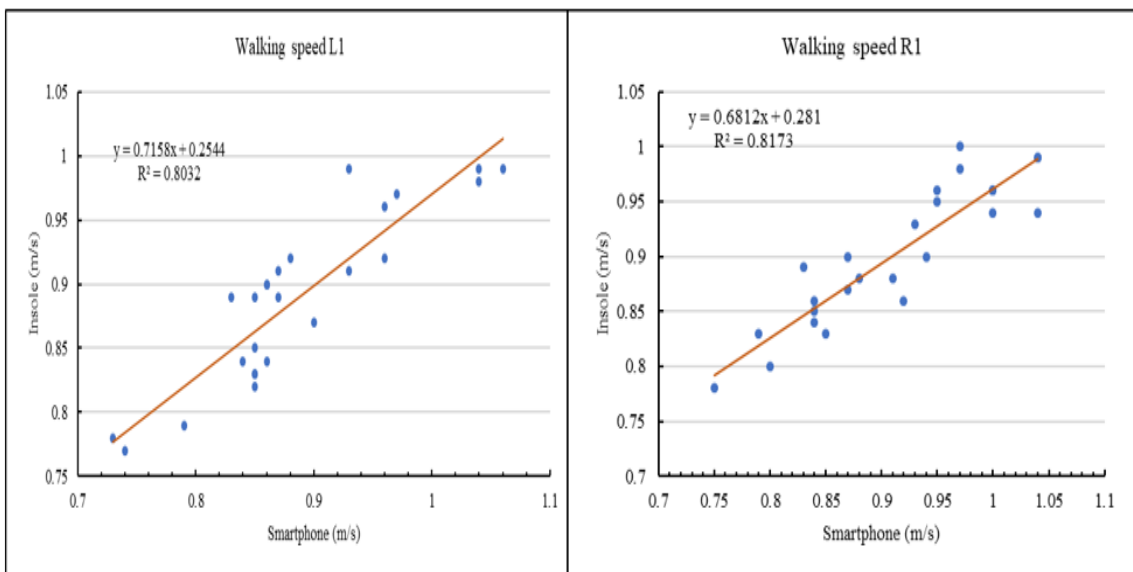 Walking speed L1
1.05
1
0.95
0.9
0.85
0.8
0.75
Insole (m/s)
y = 0.7158x + 0.2544
R² = 0.8032
0.7
0.8
0.9
1
1.1
Smartphone (m/s)
Walking speed R1
1.05
1
0.95
0.9
0.85
0.8
0.75
0.7
Insole (m/s)
y = 0.6812x + 0.281
R² = 0.8173
0.7
0.75
0.8
0.85
0.9
0.95
1
1.05
1.1
Smartphone (m/s)